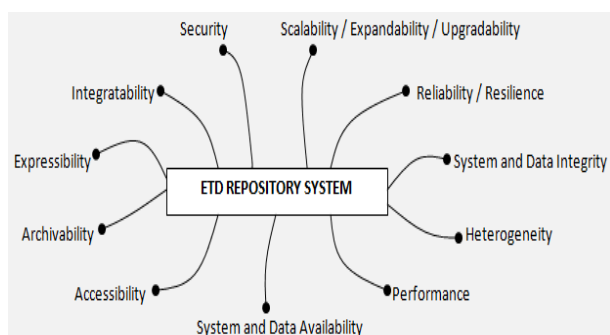 Security
Scalability / Expandability / Upgradability
Integratability
Reliability / Resilience
Expressibility
System and Data Integrity
ETD REPOSITORY SYSTEM
Archivability
Heterogeneity
Accessibility
Performance
System and Data Availability